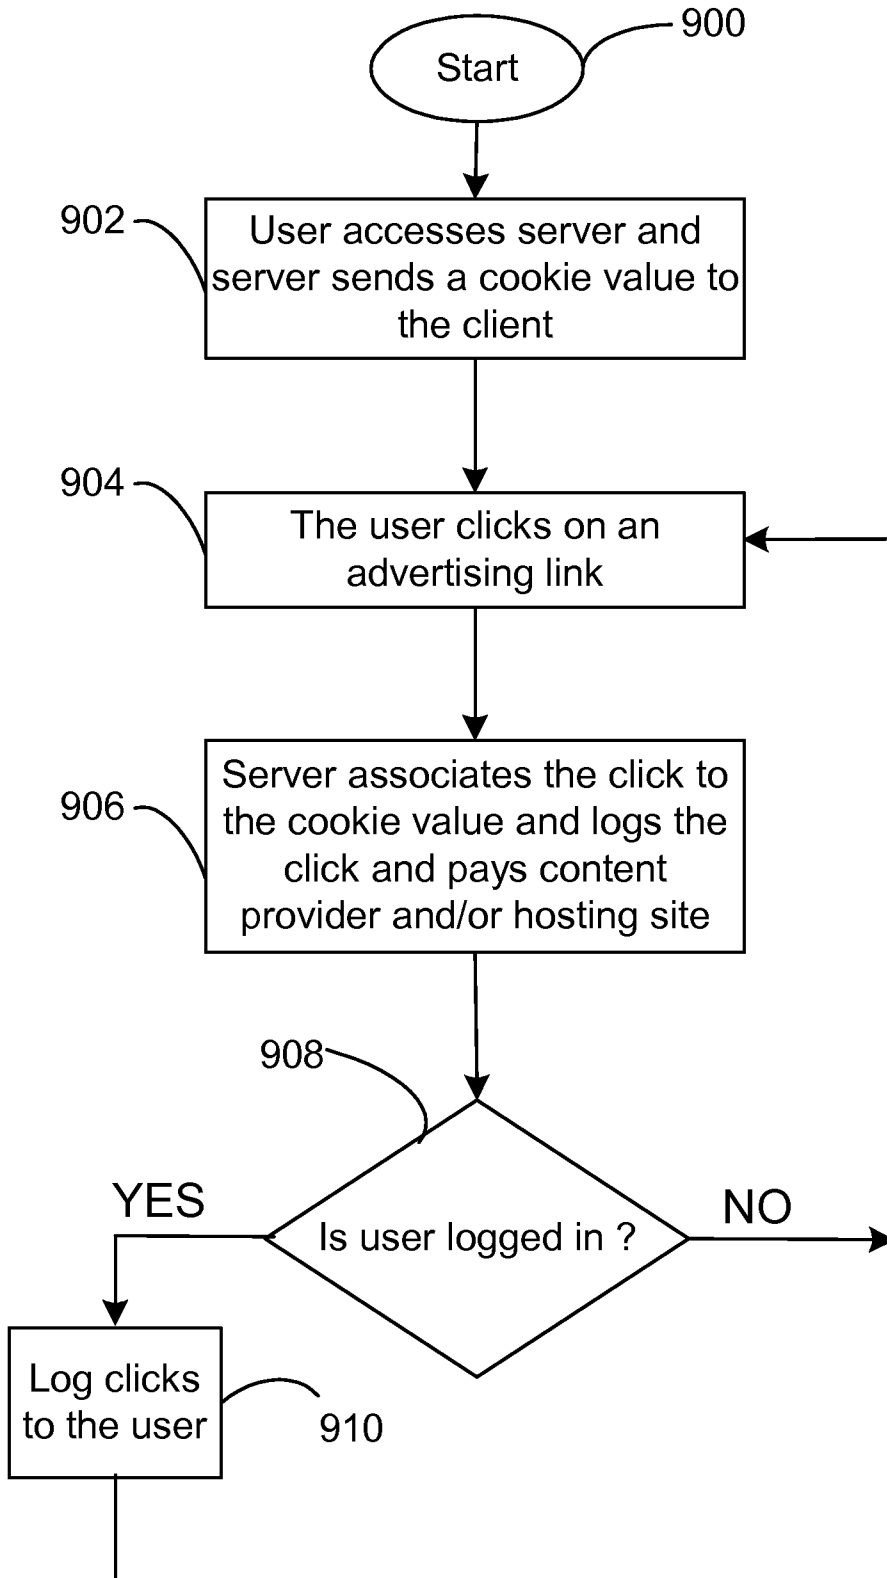 900
Start
902
User accesses server and
server sends a cookie value to
the client
904
The user clicks on an
advertising link
906
Server associates the click to
the cookie value and logs the
click and pays content
provider and/or hosting site
908
YES
NO
Is user logged in ?
Log clicks
to the user
910